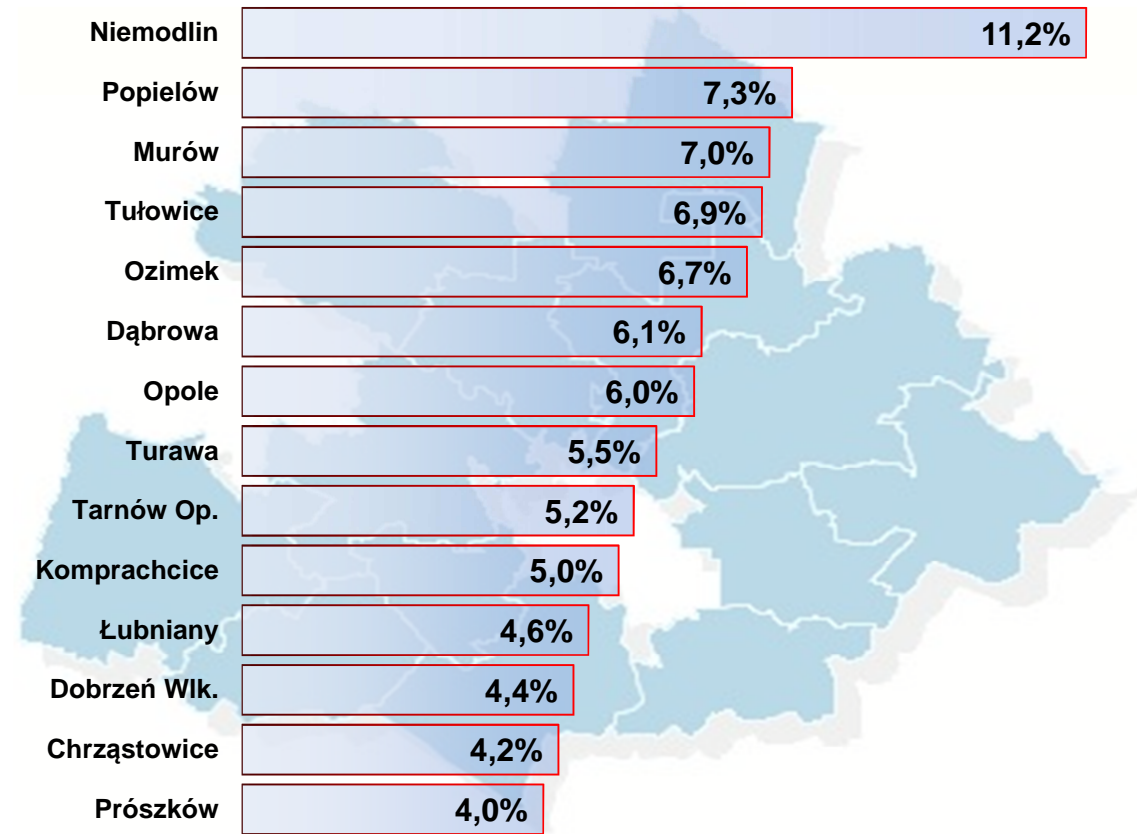 Niemodlin 11,2%
Popielów 7,3%
Murów 7,0%
Tułowice 6,9%
Ozimek 6,7%
Dąbrowa 6,1%
Opole 6,0%
Turawa 5,5%
Tarnów Op. 5,2%
Komprachcice 5,0%
Łubniany 4,6%
Dobrzeń Wlk. 4,4%
Chrząstowice 4,2%
Prószków 4,0%